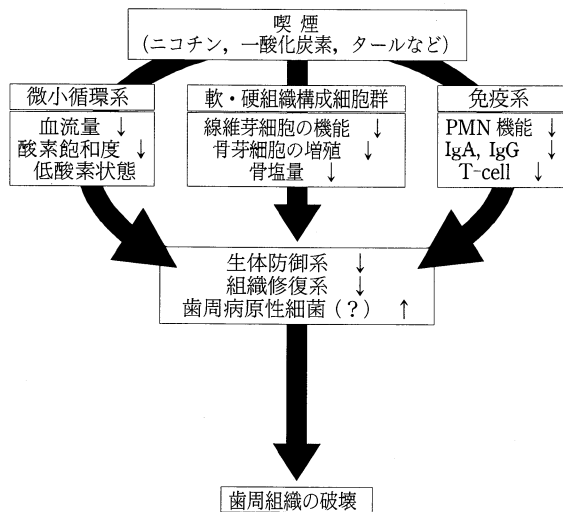 喫煙
(ニコチン，一酸化炭素，タールなど)
微小循環系
血流量 ↓
酸素飽和度 ↓
低酸素状態
軟・硬組織構成細胞群
線維芽細胞の機能 ↓
骨芽細胞の増殖 ↓
骨塩量 ↓
免疫系
PMN 機能 ↓
IgA, IgG ↓
T-cell ↓
生体防御系 ↓
組織修復系 ↓
歯周病原性細菌(？) ↑
歯周組織の破壊